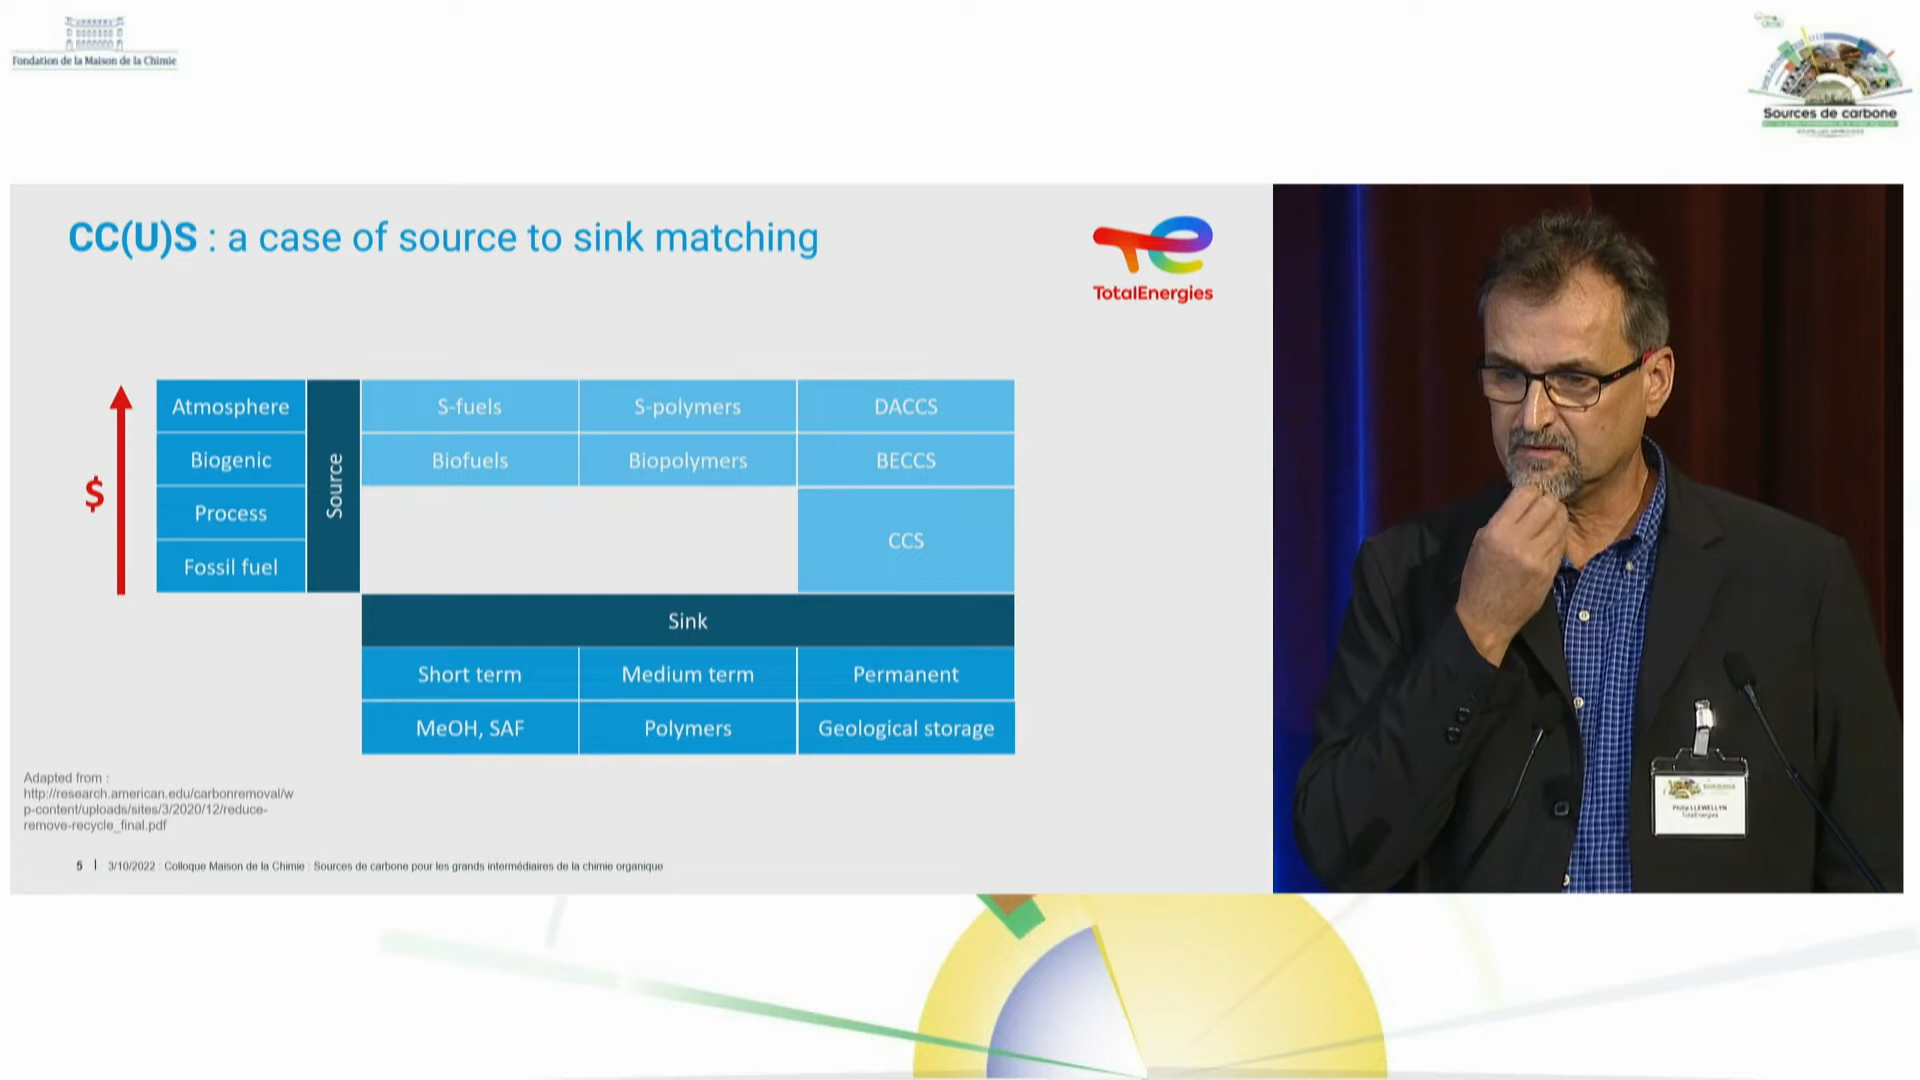 Fondation de la Maison de la Chimie
Sources de carbone
CC(U)S : a case of source to sink matching
TotalEnergies
$
Atmosphere
Biogenic
Process
Fossil fuel
Source
S-fuels
S-polymers
DACCS
Biofuels
Biopolymers
BECCS
CCS
Sink
Short term
Medium term
Permanent
MeOH, SAF
Polymers
Geological storage
Adapted from :
http://research.american.edu/carbonremoval/w
p-content/uploads/sites/3/2020/12/reduce-
remove-recycle_final.pdf
5 | 3/10/2022 : Colloque Maison de la Chimie : Sources de carbone pour les grands intermédiaires de la chimie organique
Philip LLEWELLYN
TotalEnergies